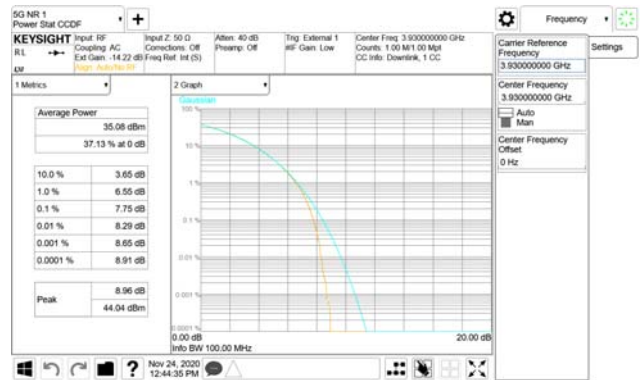 5G NR 1
Power Stat CCDF
Frequency
KEYSIGHT
RL
Input: RF
Coupling: AC
Ext Gain: -14.22 dB
Align: Auto/No RF
Input Z: 50 Ω
Corrections: Off
Freq Ref: Int (S)
Atten: 40 dB
Preamp: Off
Trig: External 1
#IF Gain: Low
Center Freq: 3.930000000 GHz
Counts: 1.00 M/1.00 Mpt
CC Info: Downlink, 1 CC
Carrier Reference Frequency
3.930000000 GHz
Settings
Center Frequency
3.930000000 GHz
Auto
Man
Center Frequency Offset
0 Hz
1 Metrics
Average Power
35.08 dBm
37.13 % at 0 dB
10.0 % 3.65 dB
1.0 % 6.55 dB
0.1 % 7.75 dB
0.01 % 8.29 dB
0.001 % 8.65 dB
0.0001 % 8.91 dB
Peak 8.96 dB
44.04 dBm
2 Graph
Gaussian
100 %
10 %
1 %
0.1 %
0.01 %
0.001 %
0.0001 %
0.00 dB
20.00 dB
Info BW 100.00 MHz
Nov 24, 2020
12:44:35 PM